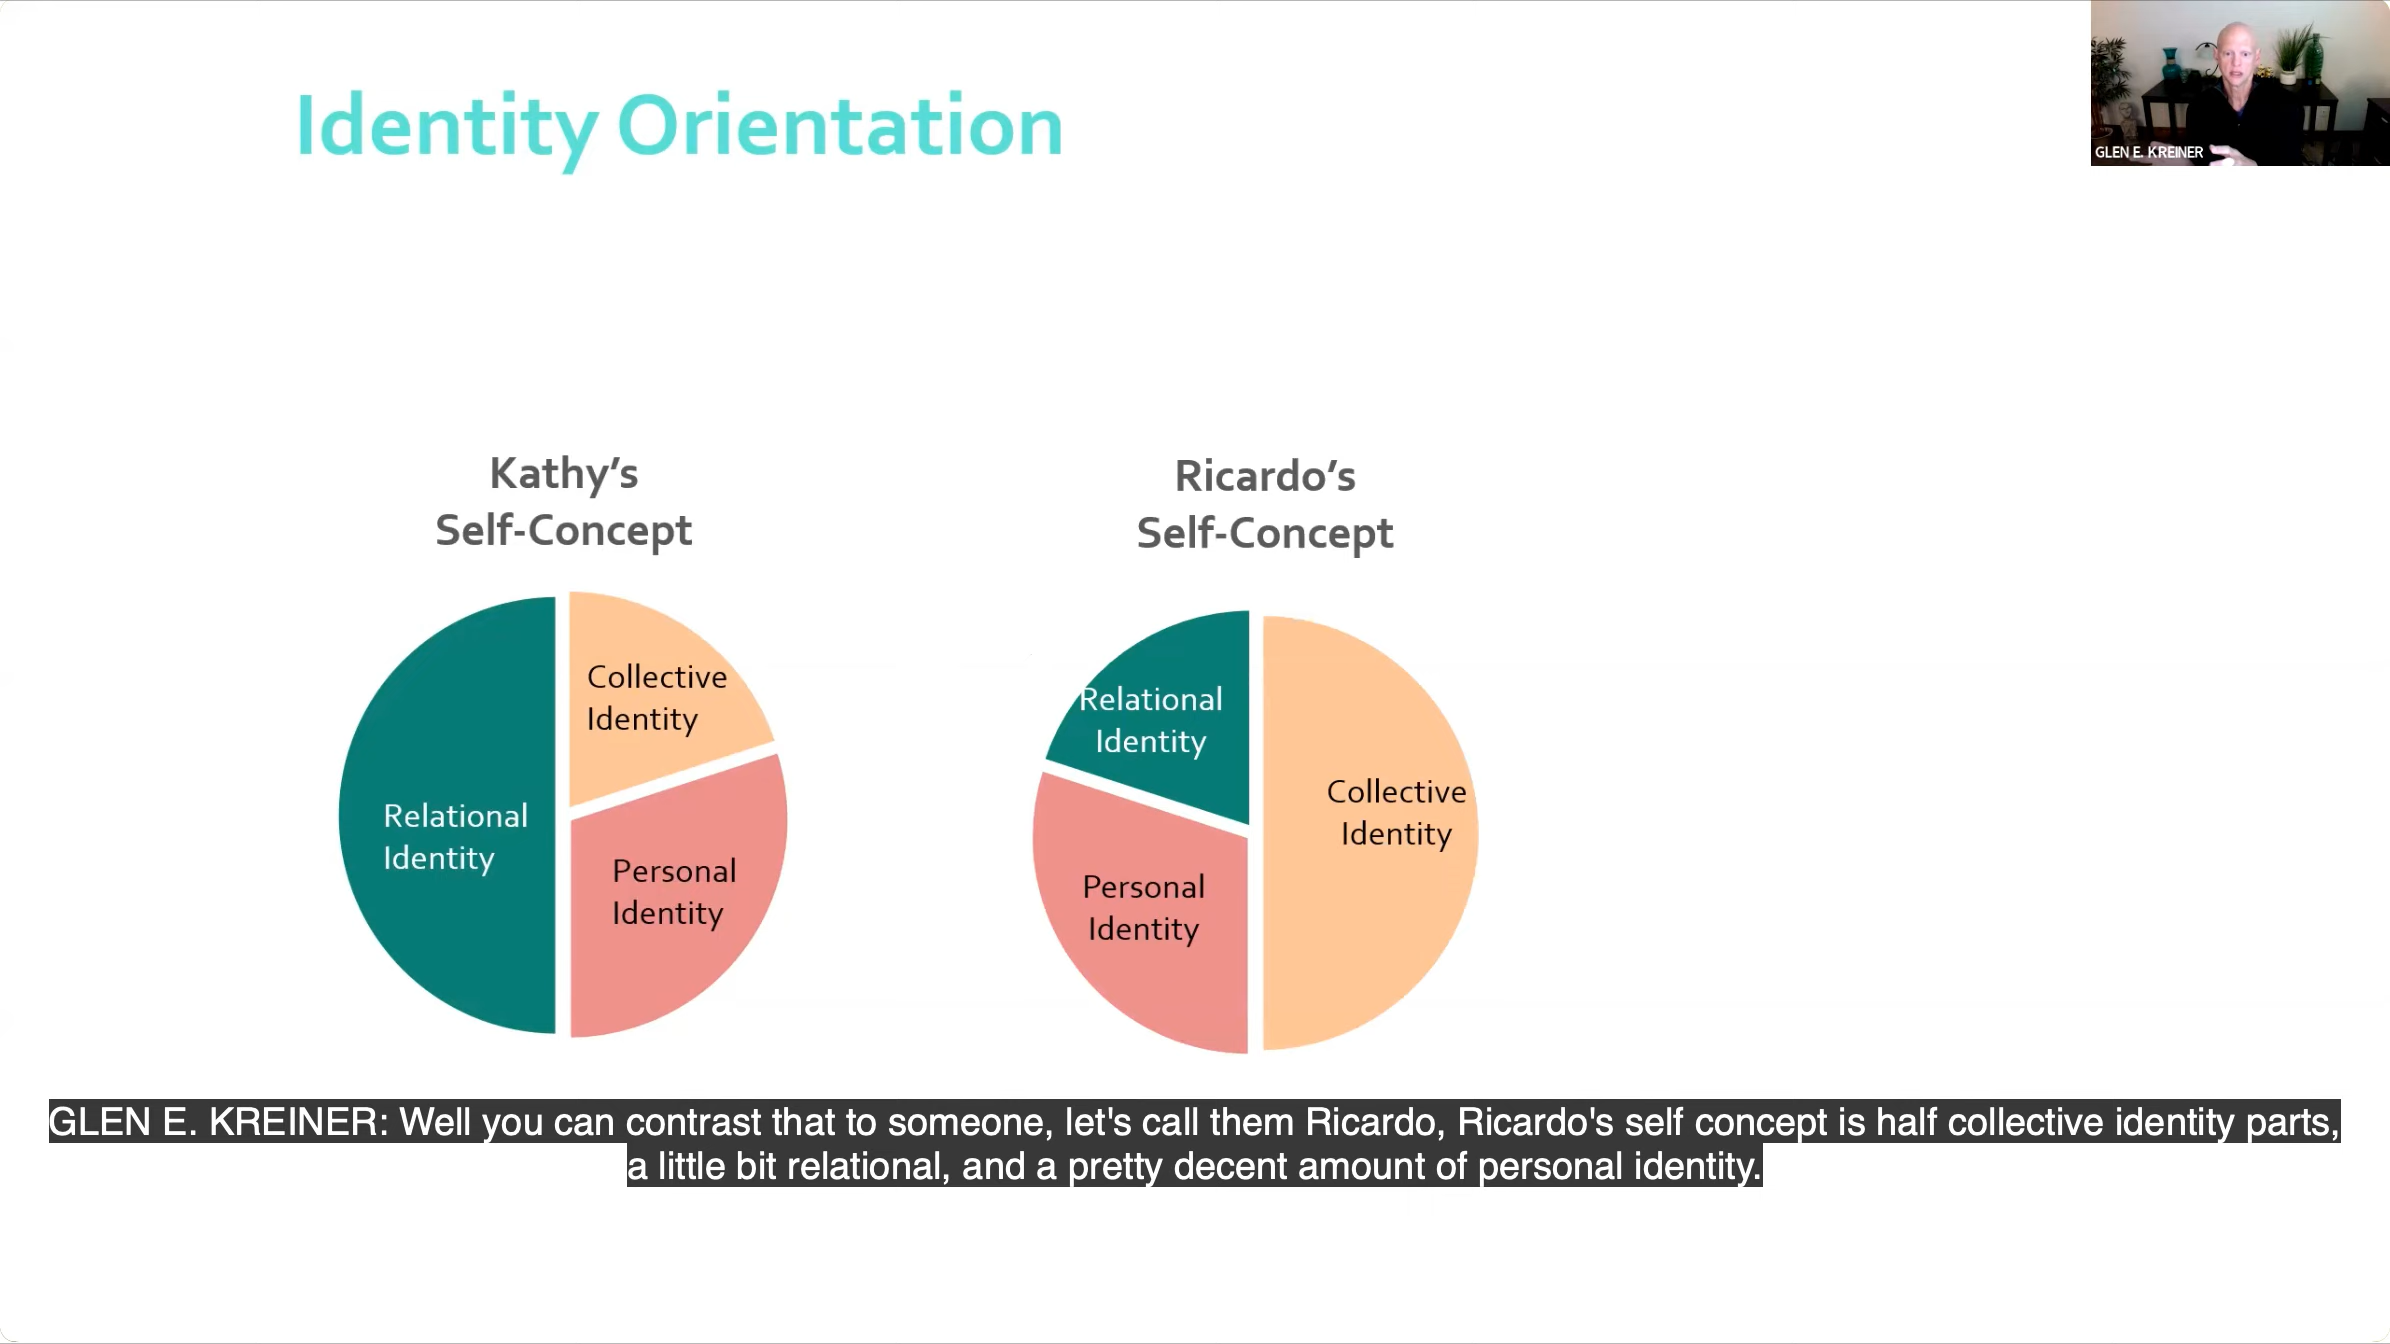 Identity Orientation
GLEN E. KREINER
Kathy’s
Self-Concept
Collective
Identity
Relational
Identity
Personal
Identity
Ricardo’s
Self-Concept
Relational
Identity
Collective
Identity
Personal
Identity
GLEN E. KREINER: Well you can contrast that to someone, let's call them Ricardo, Ricardo's self concept is half collective identity parts,
a little bit relational, and a pretty decent amount of personal identity.